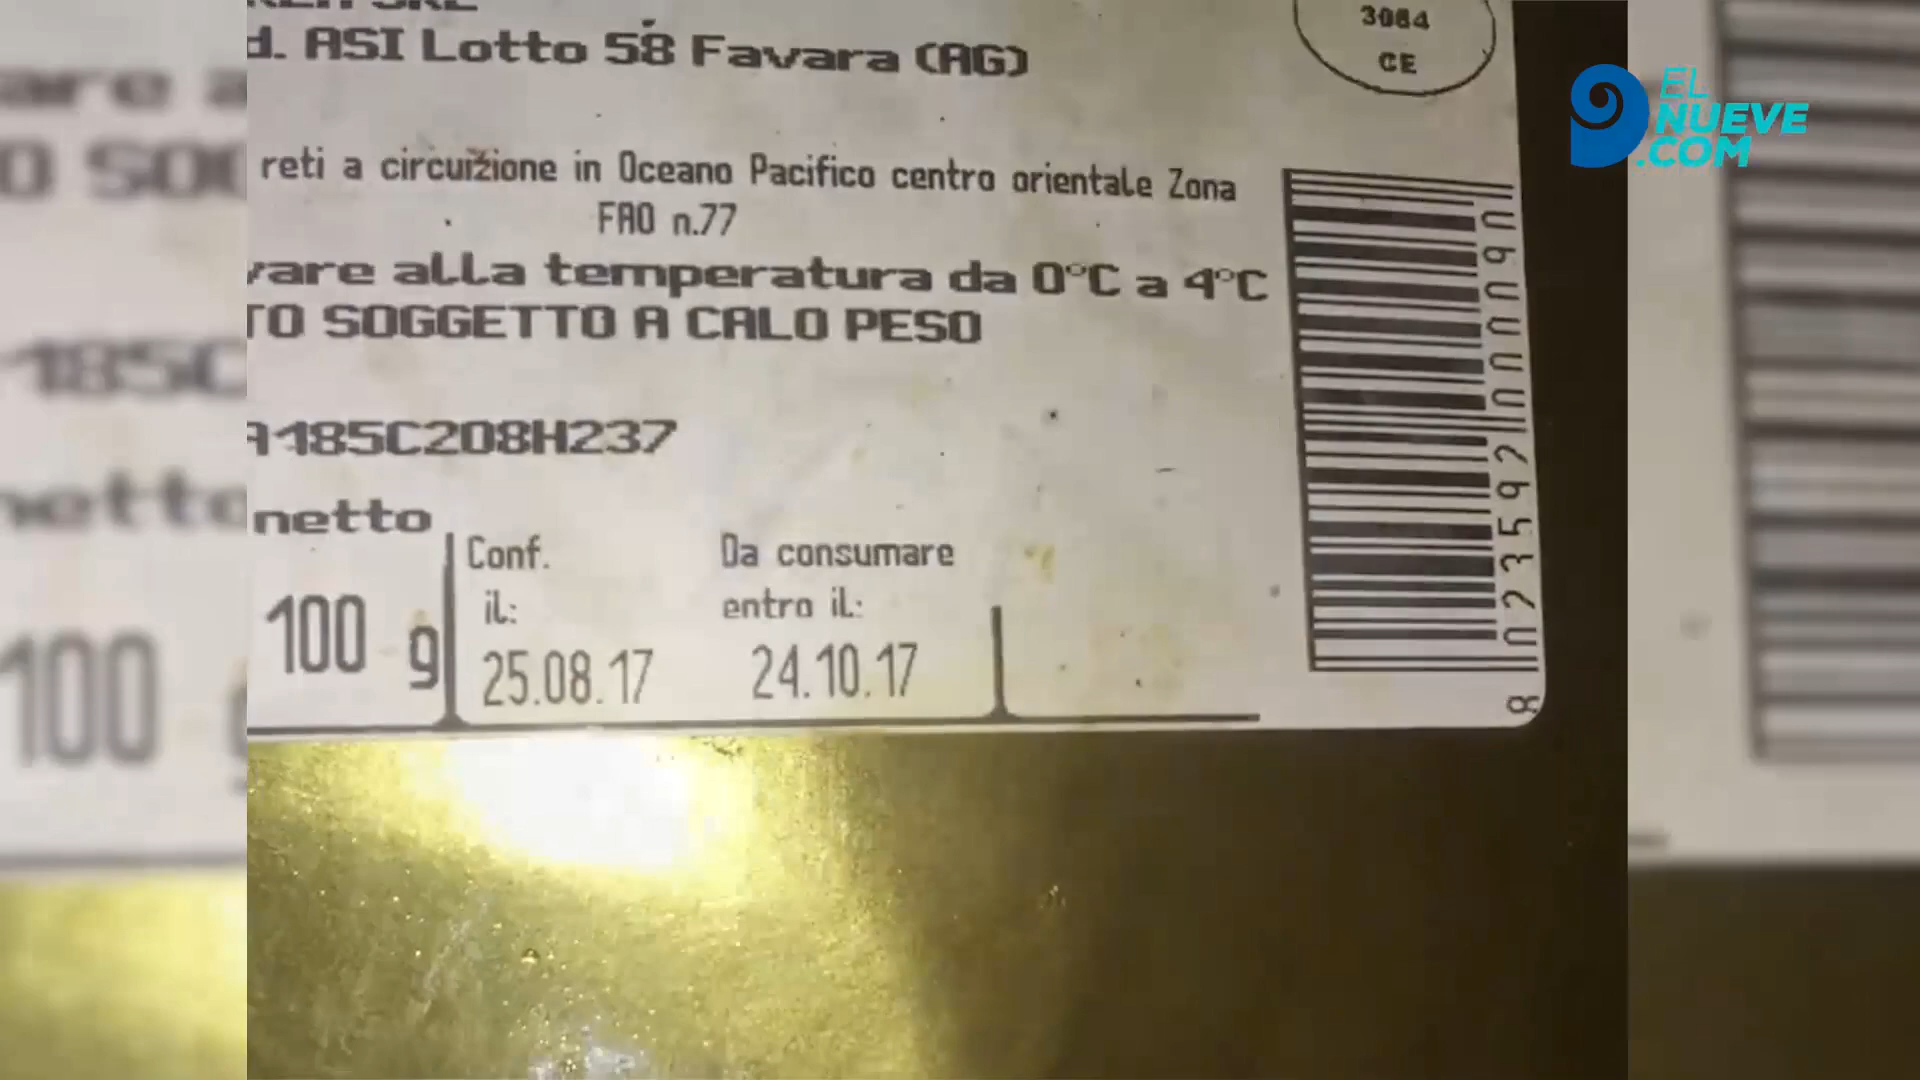 d. ASI Lotto 58 Favara (AG)
3084
CE
EL
NUEVE
.COM
reti a circuizione in Oceano Pacifico centro orientale Zona
FAO n.77
vare alla temperatura da 0°C a 4°C
TO SOGGETTO A CALO PESO
A185C208H237
netto
Conf.
il:
Da consumare
entro il:
100 g
25.08.17
24.10.17